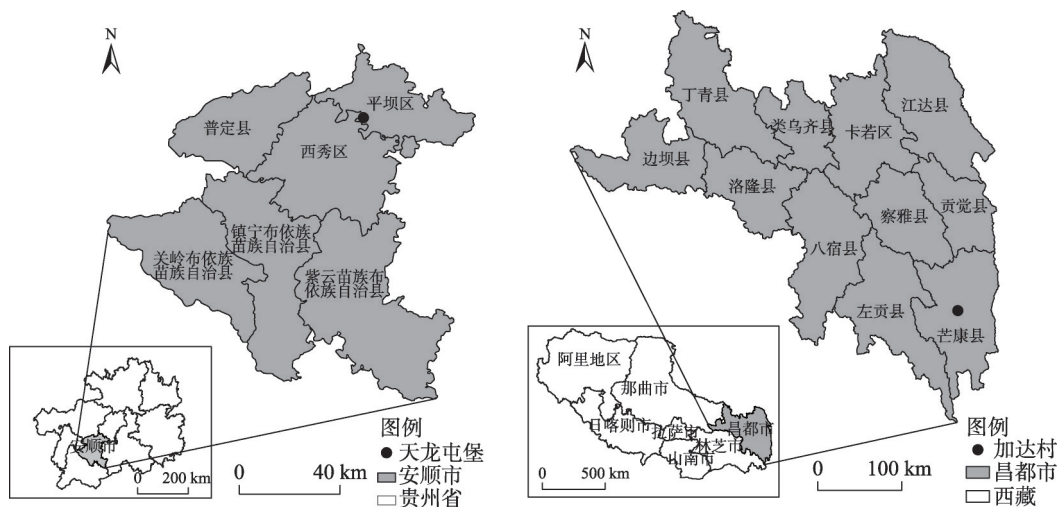 N
普定县
平坝区
西秀区
镇宁布依族
苗族自治县
关岭布依族
苗族自治县
紫云苗族布
依族自治县
安顺市
0 200 km
0 40 km
图例
天龙屯堡
安顺市
贵州省
N
丁青县
类乌齐县
卡若区
江达县
边坝县
洛隆县
察雅县
贡觉县
八宿县
左贡县
芒康县
阿里地区
那曲市
日喀则市
拉萨市
林芝市
昌都市
山南市
0 500 km
0 100 km
图例
加达村
昌都市
西藏